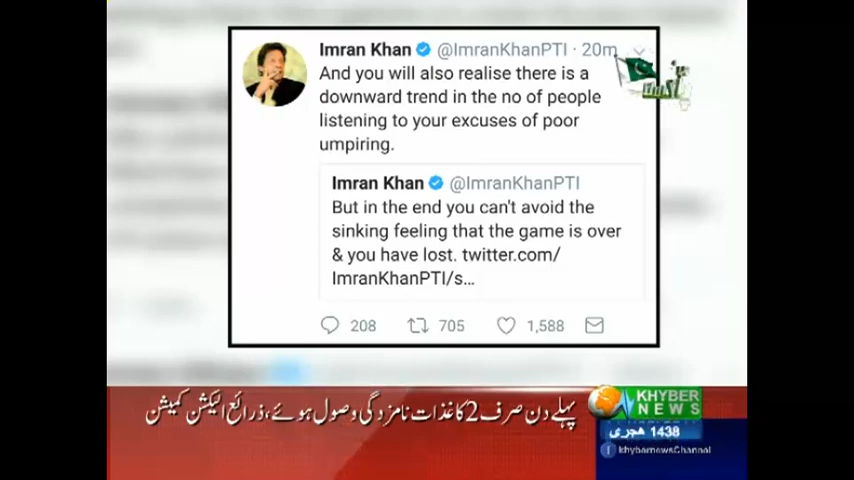 Imran Khan @ImranKhanPTI · 20m
And you will also realise there is a
downward trend in the no of people
listening to your excuses of poor
umpiring.
Imran Khan @ImranKhanPTI
But in the end you can't avoid the
sinking feeling that the game is over
& you have lost. twitter.com/
ImranKhanPTI/s...
208 705 1,588
پہلے دن صرف 2 کاغذات نامزدگی وصول ہوئے، ذرائع الیکشن کمیشن
KHYBER
NEWS
1438 هجری
khybernewsChannel